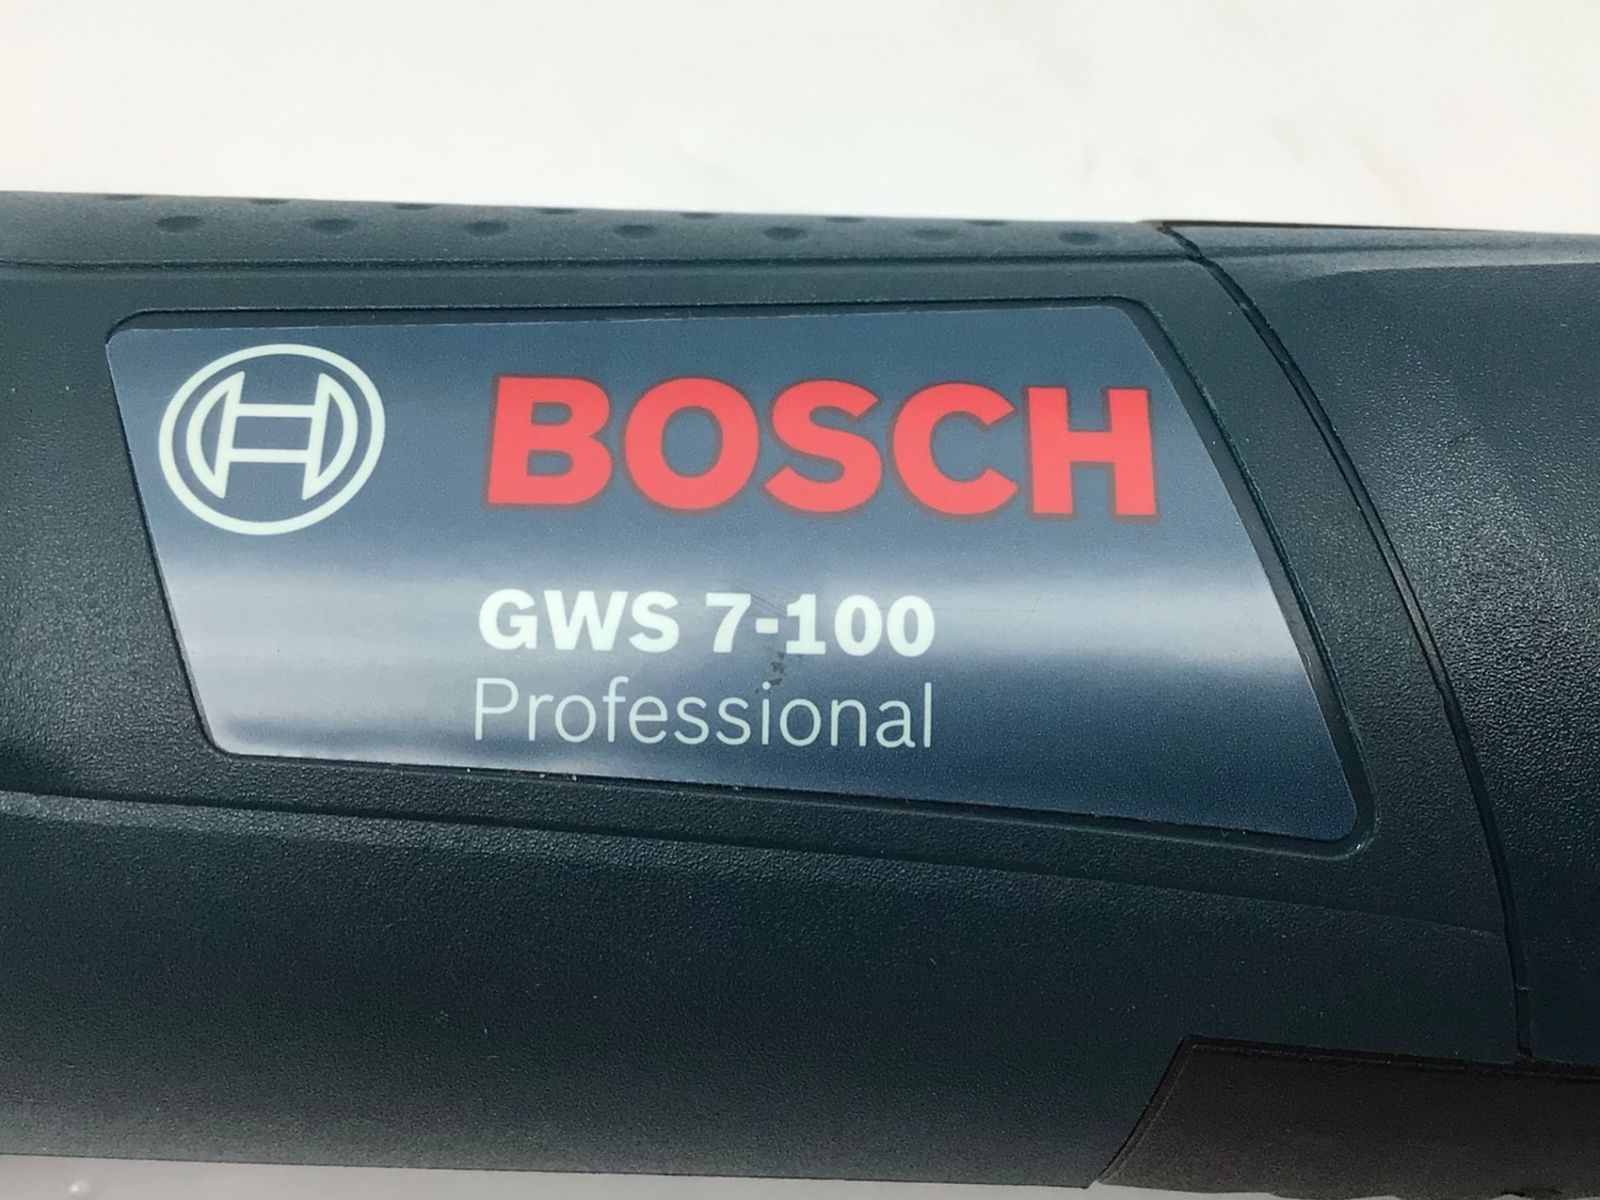 BOSCH
GWS 7-100
Professional